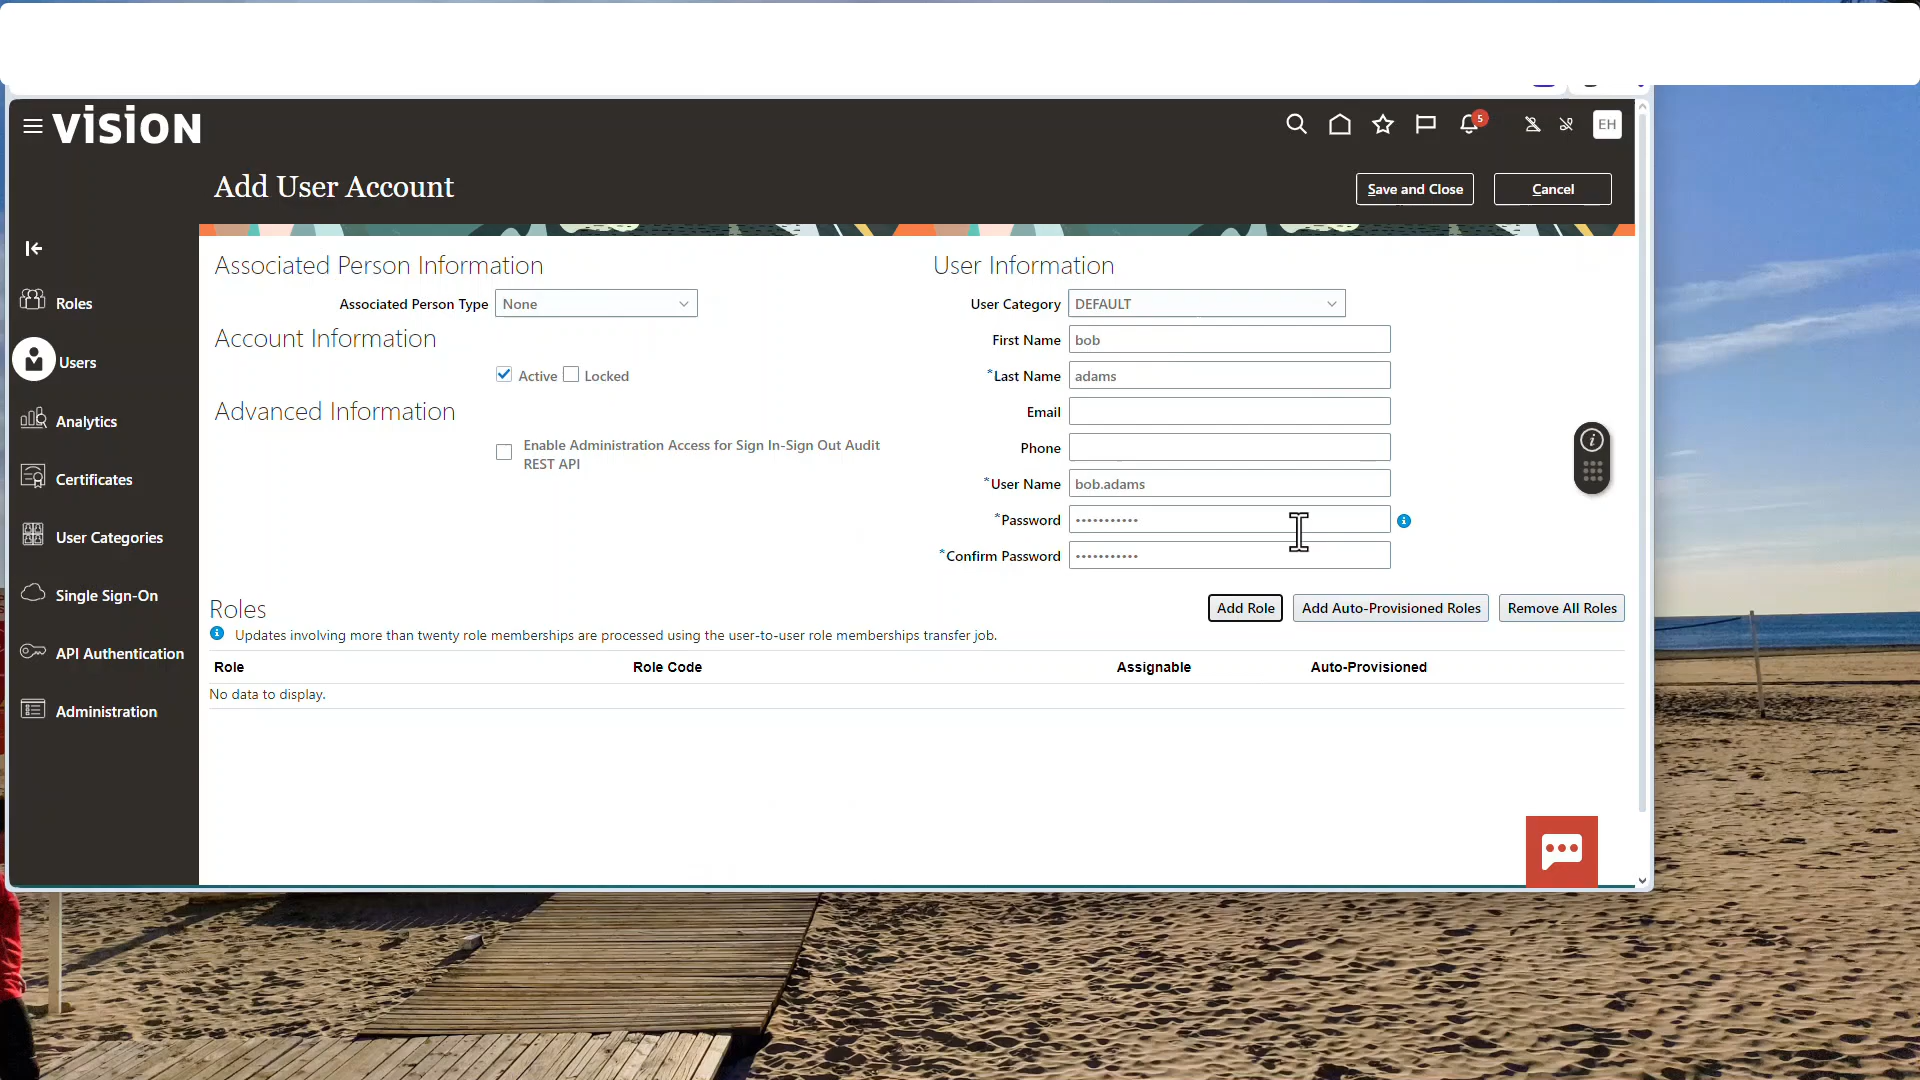 vision
5
EH
Add User Account
Save and Close
Cancel
Associated Person Information
User Information
Associated Person Type
None
User Category
DEFAULT
Account Information
First Name
bob
Active
Locked
*Last Name
adams
Advanced Information
Email
Enable Administration Access for Sign In-Sign Out Audit
REST API
Phone
*User Name
bob.adams
*Password
•••••••••••
*Confirm Password
•••••••••••
Roles
Users
Analytics
Certificates
User Categories
Single Sign-On
API Authentication
Administration
Roles
Add Role
Add Auto-Provisioned Roles
Remove All Roles
Updates involving more than twenty role memberships are processed using the user-to-user role memberships transfer job.
Role
Role Code
Assignable
Auto-Provisioned
No data to display.